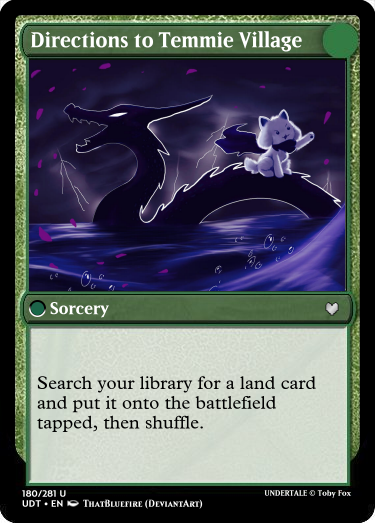 Directions to Temmie Village
Sorcery
Search your library for a land card
and put it onto the battlefield
tapped, then shuffle.
180/281 U
UDT • EN ThatBluefire (DeviantArt)
UNDERTALE © Toby Fox